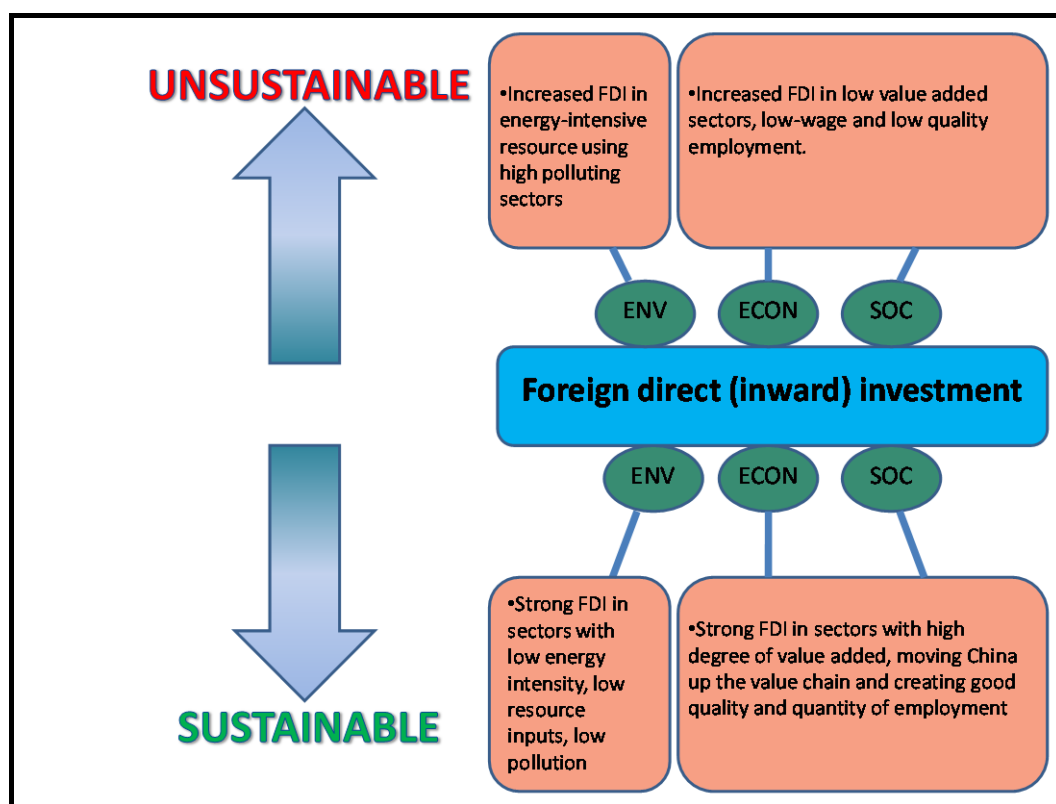 UNSUSTAINABLE
•Increased FDI in
energy-intensive
resource using
high polluting
sectors
•Increased FDI in low value added
sectors, low-wage and low quality
employment.
ENV
ECON
SOC
Foreign direct (inward) investment
ENV
ECON
SOC
•Strong FDI in
sectors with
low energy
intensity, low
resource
inputs, low
pollution
•Strong FDI in sectors with high
degree of value added, moving China
up the value chain and creating good
quality and quantity of employment
SUSTAINABLE